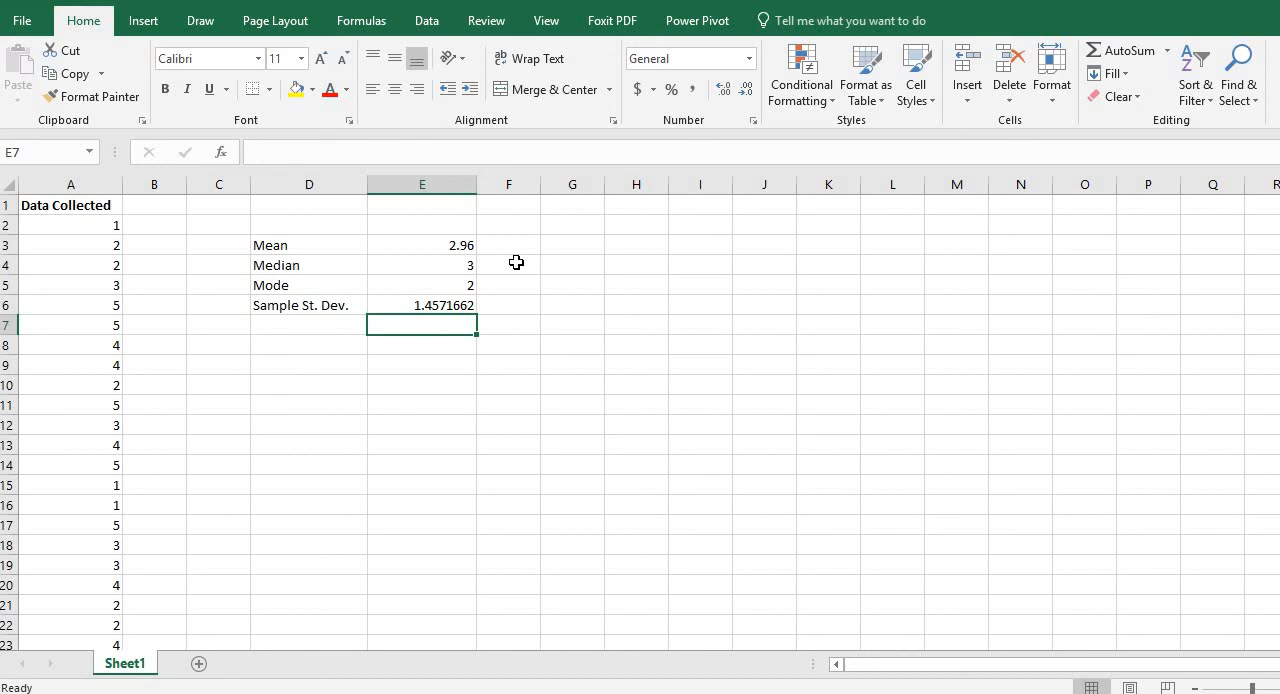 File Home Insert Draw Page Layout Formulas Data Review View Foxit PDF Power Pivot Tell me what you want to do
Paste
Cut
Copy
Format Painter
Clipboard
Calibri 11 A A
B I U A
Font
ab Wrap Text
Merge & Center
Alignment
General
$ % , .0 .00 .00 .0
Number
Conditional Formatting
Format as Table
Cell Styles
Styles
Insert Delete Format
Cells
AutoSum
Fill
Clear
Sort & Filter
Find & Select
Editing
E7 fx
A B C D E F G H I J K L M N O P Q R
1 Data Collected
2 1
3 2 Mean 2.96
4 2 Median 3
5 3 Mode 2
6 5 Sample St. Dev. 1.4571662
7 5
8 4
9 4
10 2
11 5
12 3
13 4
14 5
15 1
16 1
17 5
18 3
19 3
20 4
21 2
22 2
23 4
Sheet1
Ready